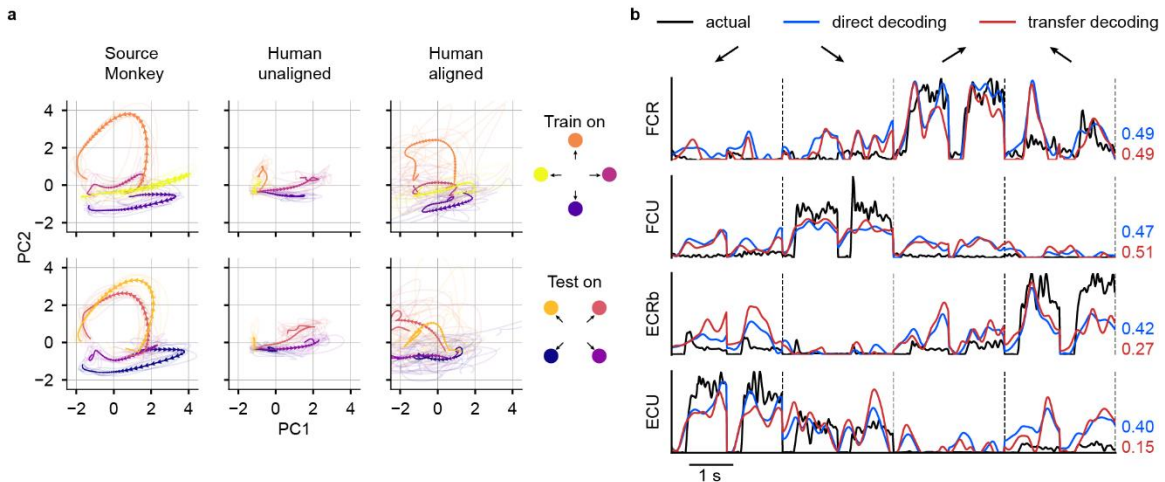 a
Source Monkey
Human unaligned
Human aligned
4
2
0
−2
4
2
0
−2
PC2
−2 0 2 4
−2 0 2 4
−2 0 2 4
PC1
Train on
Test on
b
actual
direct decoding
transfer decoding
FCR
0.49
0.49
FCU
0.47
0.51
ECRb
0.42
0.27
ECU
0.40
0.15
1 s